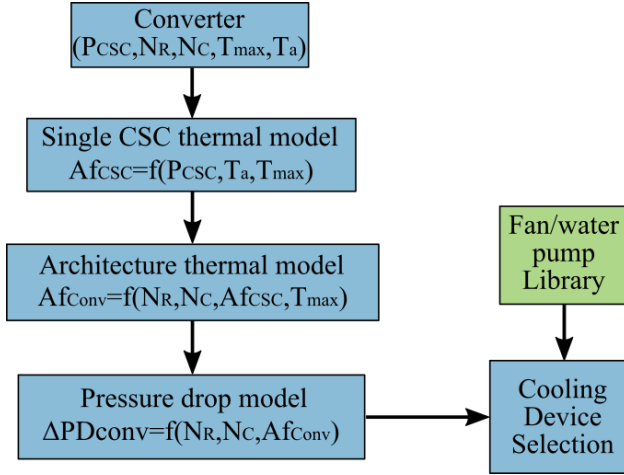 Converter
(PCSC,NR,NC,Tmax,Ta)
Single CSC thermal model
AfCSC=f(PCSC,Ta,Tmax)
Architecture thermal model
AfConv=f(NR,NC,AfCSC,Tmax)
Pressure drop model
ΔPDconv=f(NR,NC,AfConv)
Fan/water
pump
Library
Cooling
Device
Selection